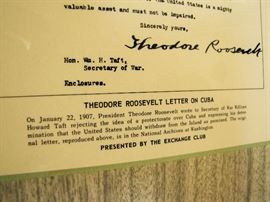 of the United States is a mighty
valuable asset and must not be impaired.
Sincerely yours,
Theodore Roosevelt
Hon. Wm. H. Taft,
Secretary of War.
Enclosures.
THEODORE ROOSEVELT LETTER ON CUBA
On January 22, 1907, President Theodore Roosevelt wrote to Secretary of War William
Howard Taft rejecting the idea of a protectorate over Cuba and expressing his deter-
mination that the United States should withdraw from the Island as promised. The origi-
nal letter, reproduced above, is in the National Archives at Washington.
PRESENTED BY THE EXCHANGE CLUB